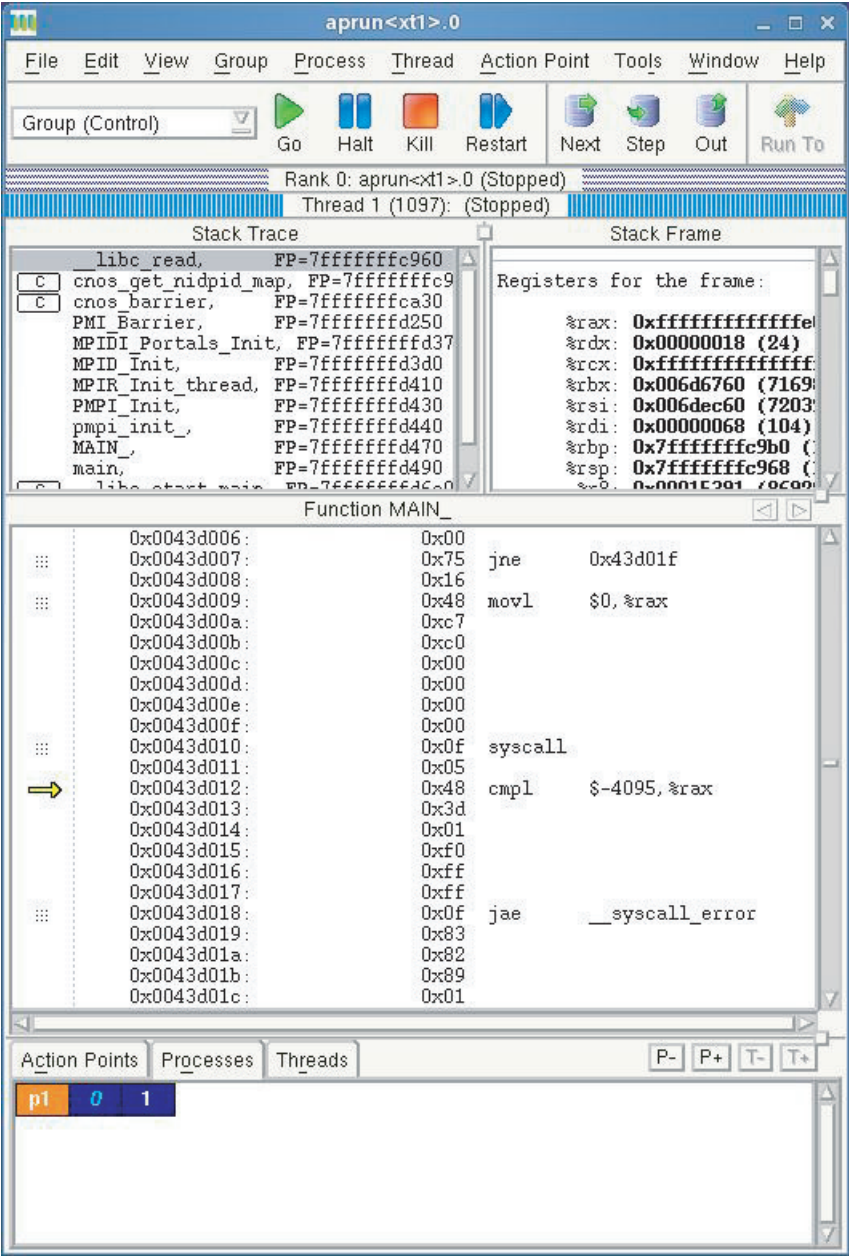 aprun<xt1>.0
File Edit View Group Process Thread Action Point Tools Window Help
Group (Control)
Go Halt Kill Restart Next Step Out Run To
Rank 0: aprun<xt1>.0 (Stopped)
Thread 1 (1097): (Stopped)
Stack Trace
__libc_read, FP=7fffffffc960
C cnos_get_nidpid_map, FP=7fffffffc9
C cnos_barrier, FP=7fffffffca30
PMI_Barrier, FP=7fffffffd250
MPIDI_Portals_Init, FP=7fffffffd37
MPID_Init, FP=7fffffffd3d0
MPIR_Init_thread, FP=7fffffffd410
PMPI_Init, FP=7fffffffd430
pmpi_init_, FP=7fffffffd440
MAIN_, FP=7fffffffd470
main, FP=7fffffffd490
Stack Frame
Registers for the frame:
%rax: 0xfffffffffffffe
%rdx: 0x00000018 (24)
%rcx: 0xffffffffffffff
%rbx: 0x006d6760 (7169
%rsi: 0x006dec60 (7203
%rdi: 0x00000068 (104)
%rbp: 0x7fffffffc9b0 (
%rsp: 0x7fffffffc968 (
Function MAIN_
0x0043d006: 0x00
0x0043d007: 0x75 jne 0x43d01f
0x0043d008: 0x16
0x0043d009: 0x48 movl $0,%rax
0x0043d00a: 0xc7
0x0043d00b: 0xc0
0x0043d00c: 0x00
0x0043d00d: 0x00
0x0043d00e: 0x00
0x0043d00f: 0x00
0x0043d010: 0x0f syscall
0x0043d011: 0x05
0x0043d012: 0x48 cmpl $-4095,%rax
0x0043d013: 0x3d
0x0043d014: 0x01
0x0043d015: 0xf0
0x0043d016: 0xff
0x0043d017: 0xff
0x0043d018: 0x0f jae __syscall_error
0x0043d019: 0x83
0x0043d01a: 0x82
0x0043d01b: 0x89
0x0043d01c: 0x01
Action Points Processes Threads P- P+ T- T+
p1 0 1